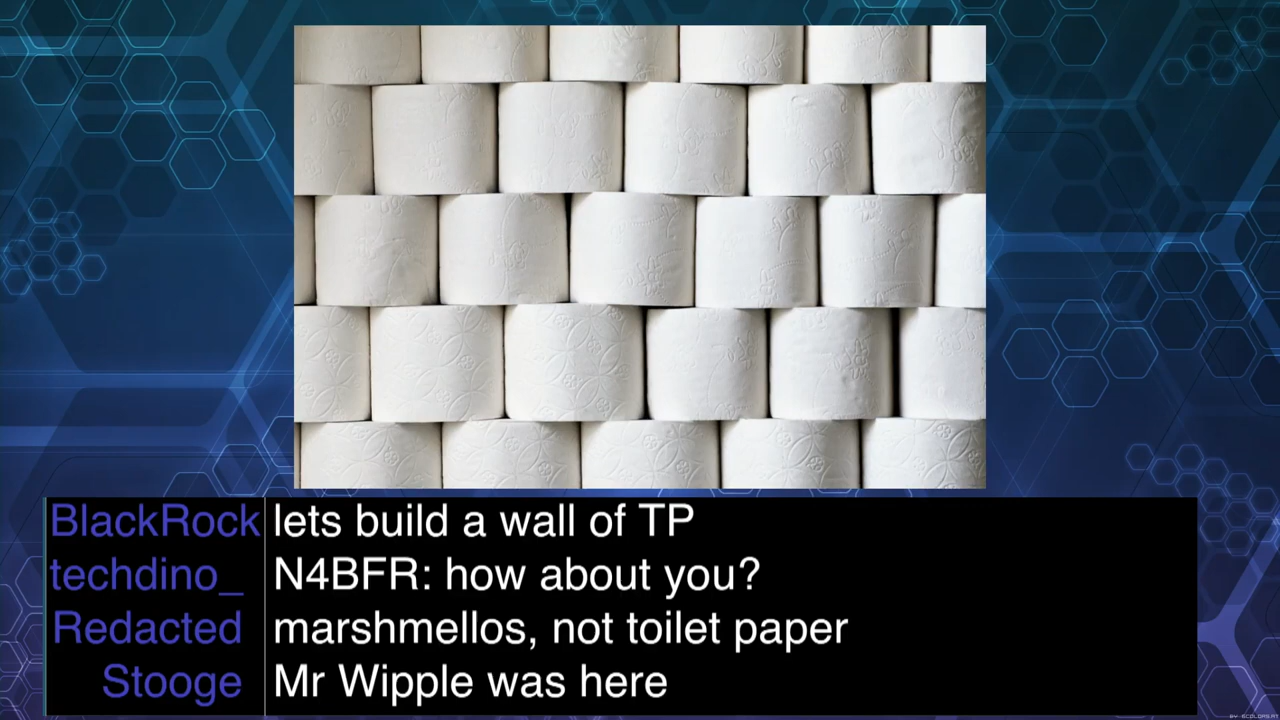 BlackRock lets build a wall of TP
techdino_ N4BFR: how about you?
Redacted marshmellos, not toilet paper
Stooge Mr Wipple was here